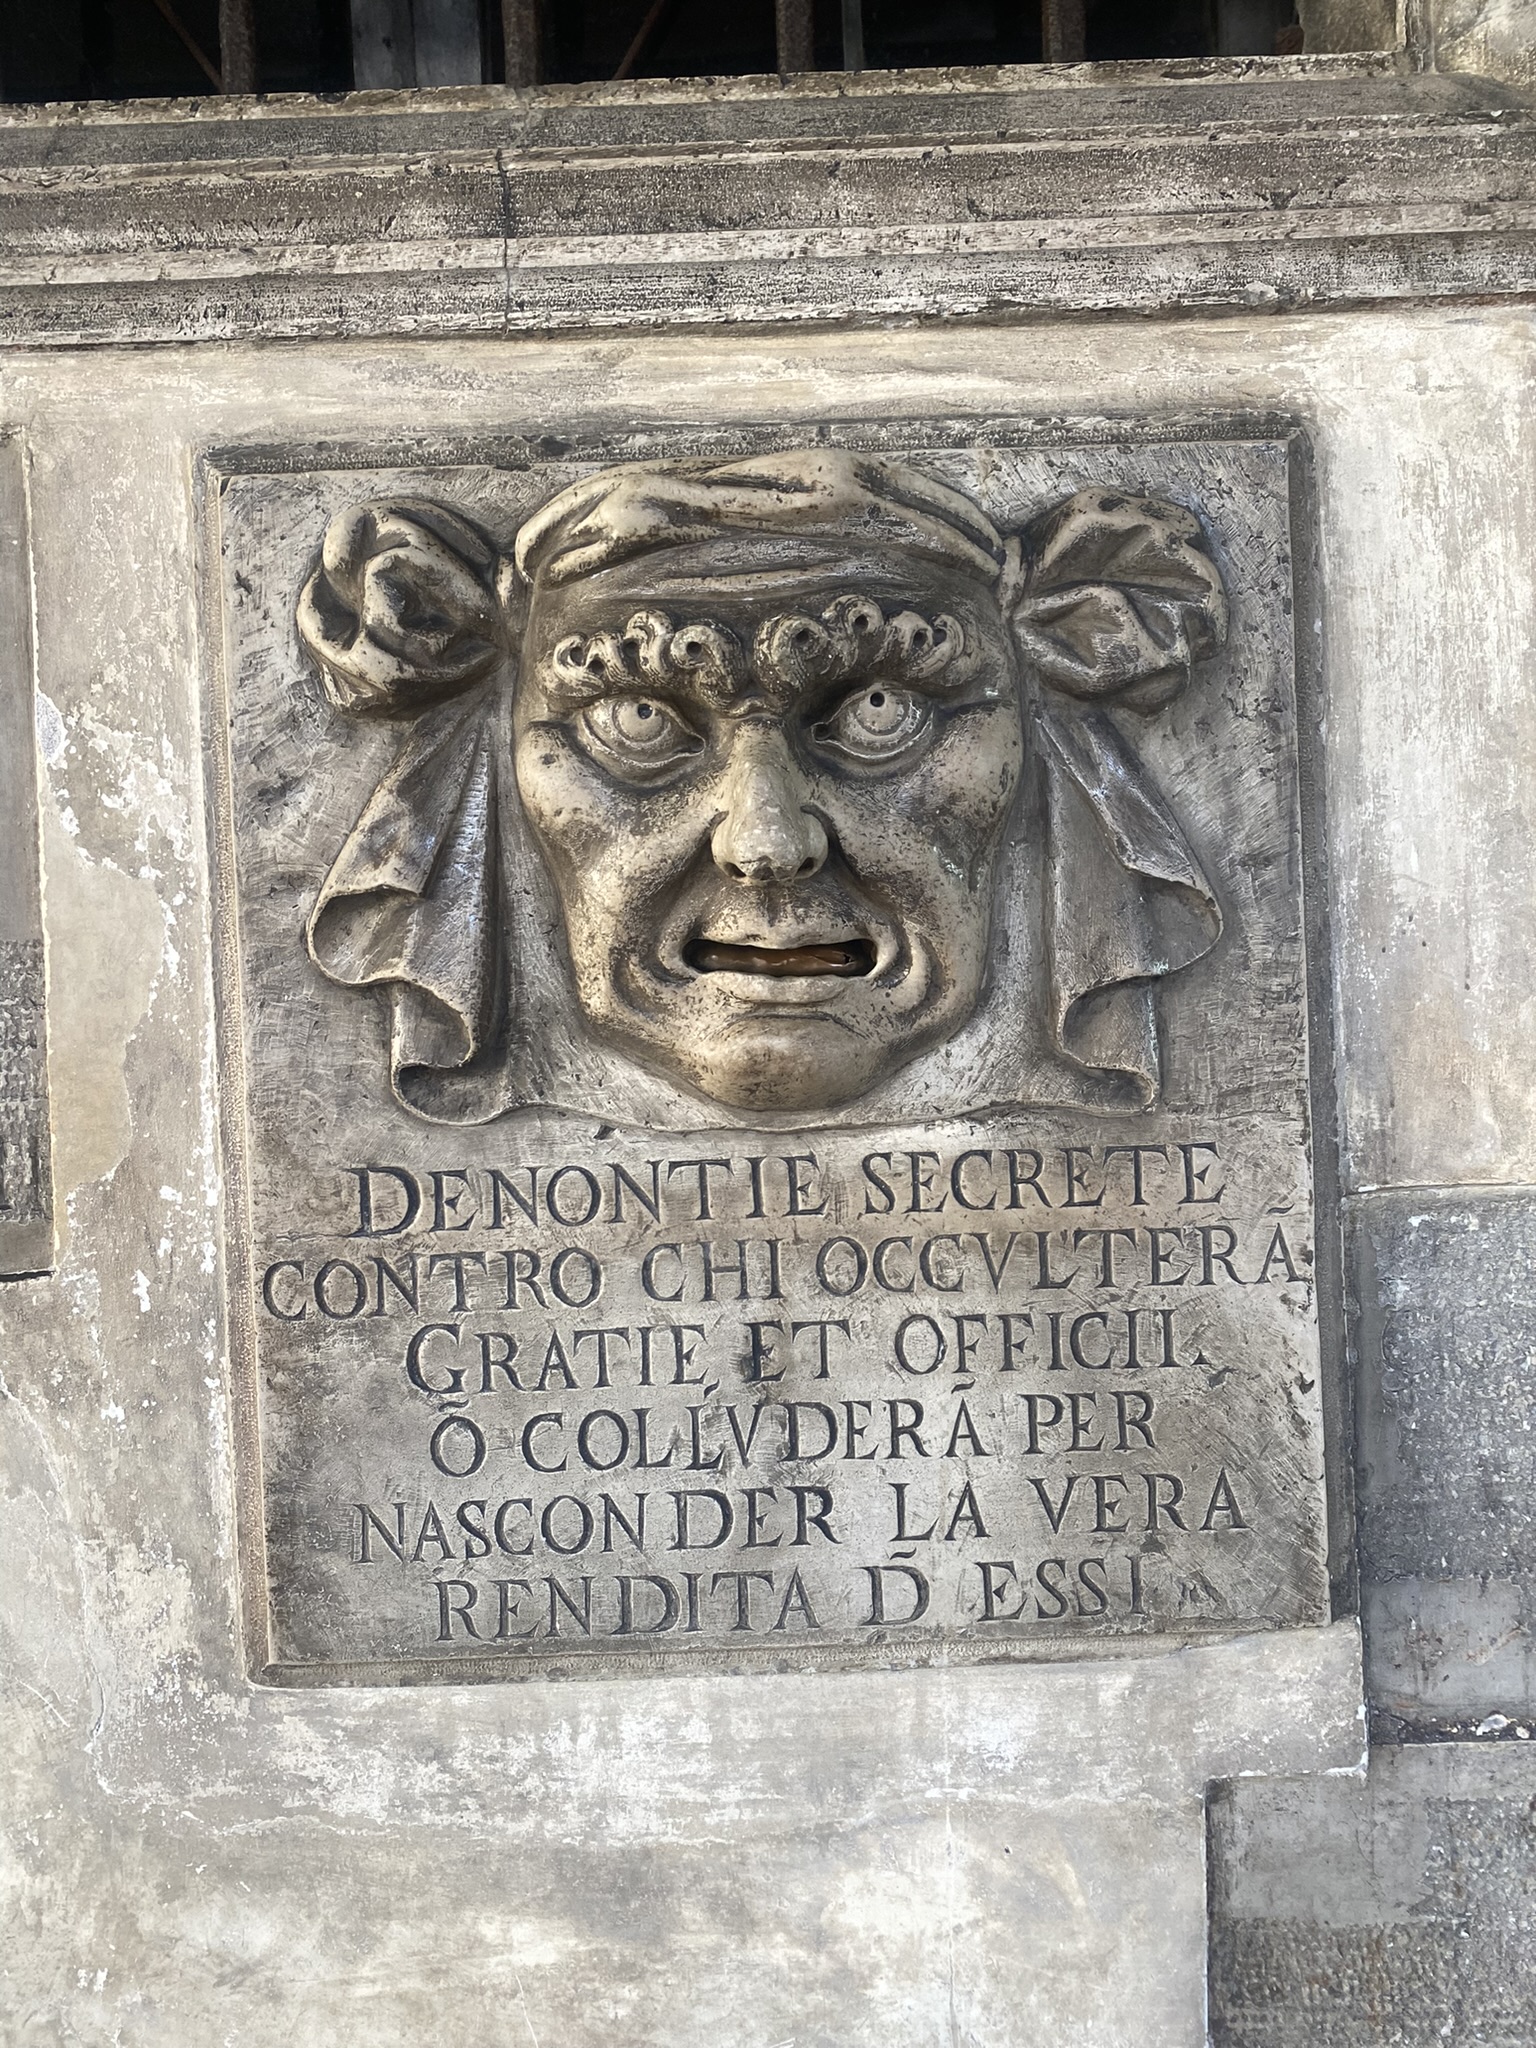 DENONTIE SECRETE
CONTRO CHI OCCVLTERÃ
GRATIE ET OFFICII.
Õ COLLVDERÃ PER
NASCONDER LA VERA
RENDITA D̃ ESSI.